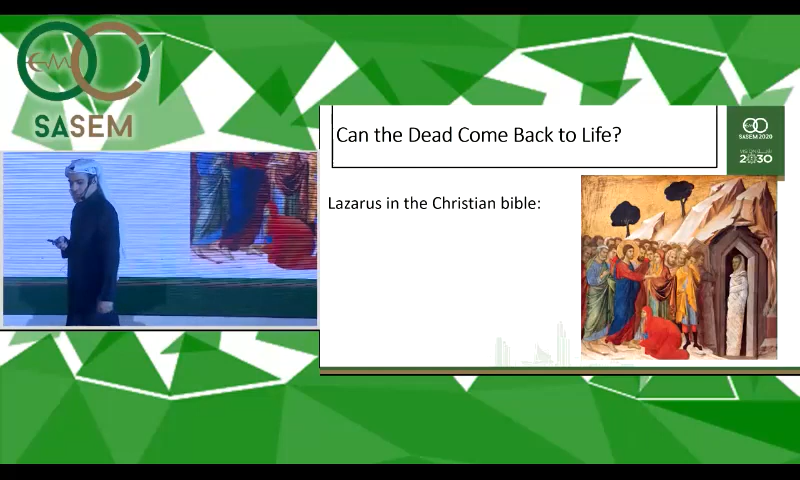 SASEM
Can the Dead Come Back to Life?
SASEM 2020
2030
Lazarus in the Christian bible: